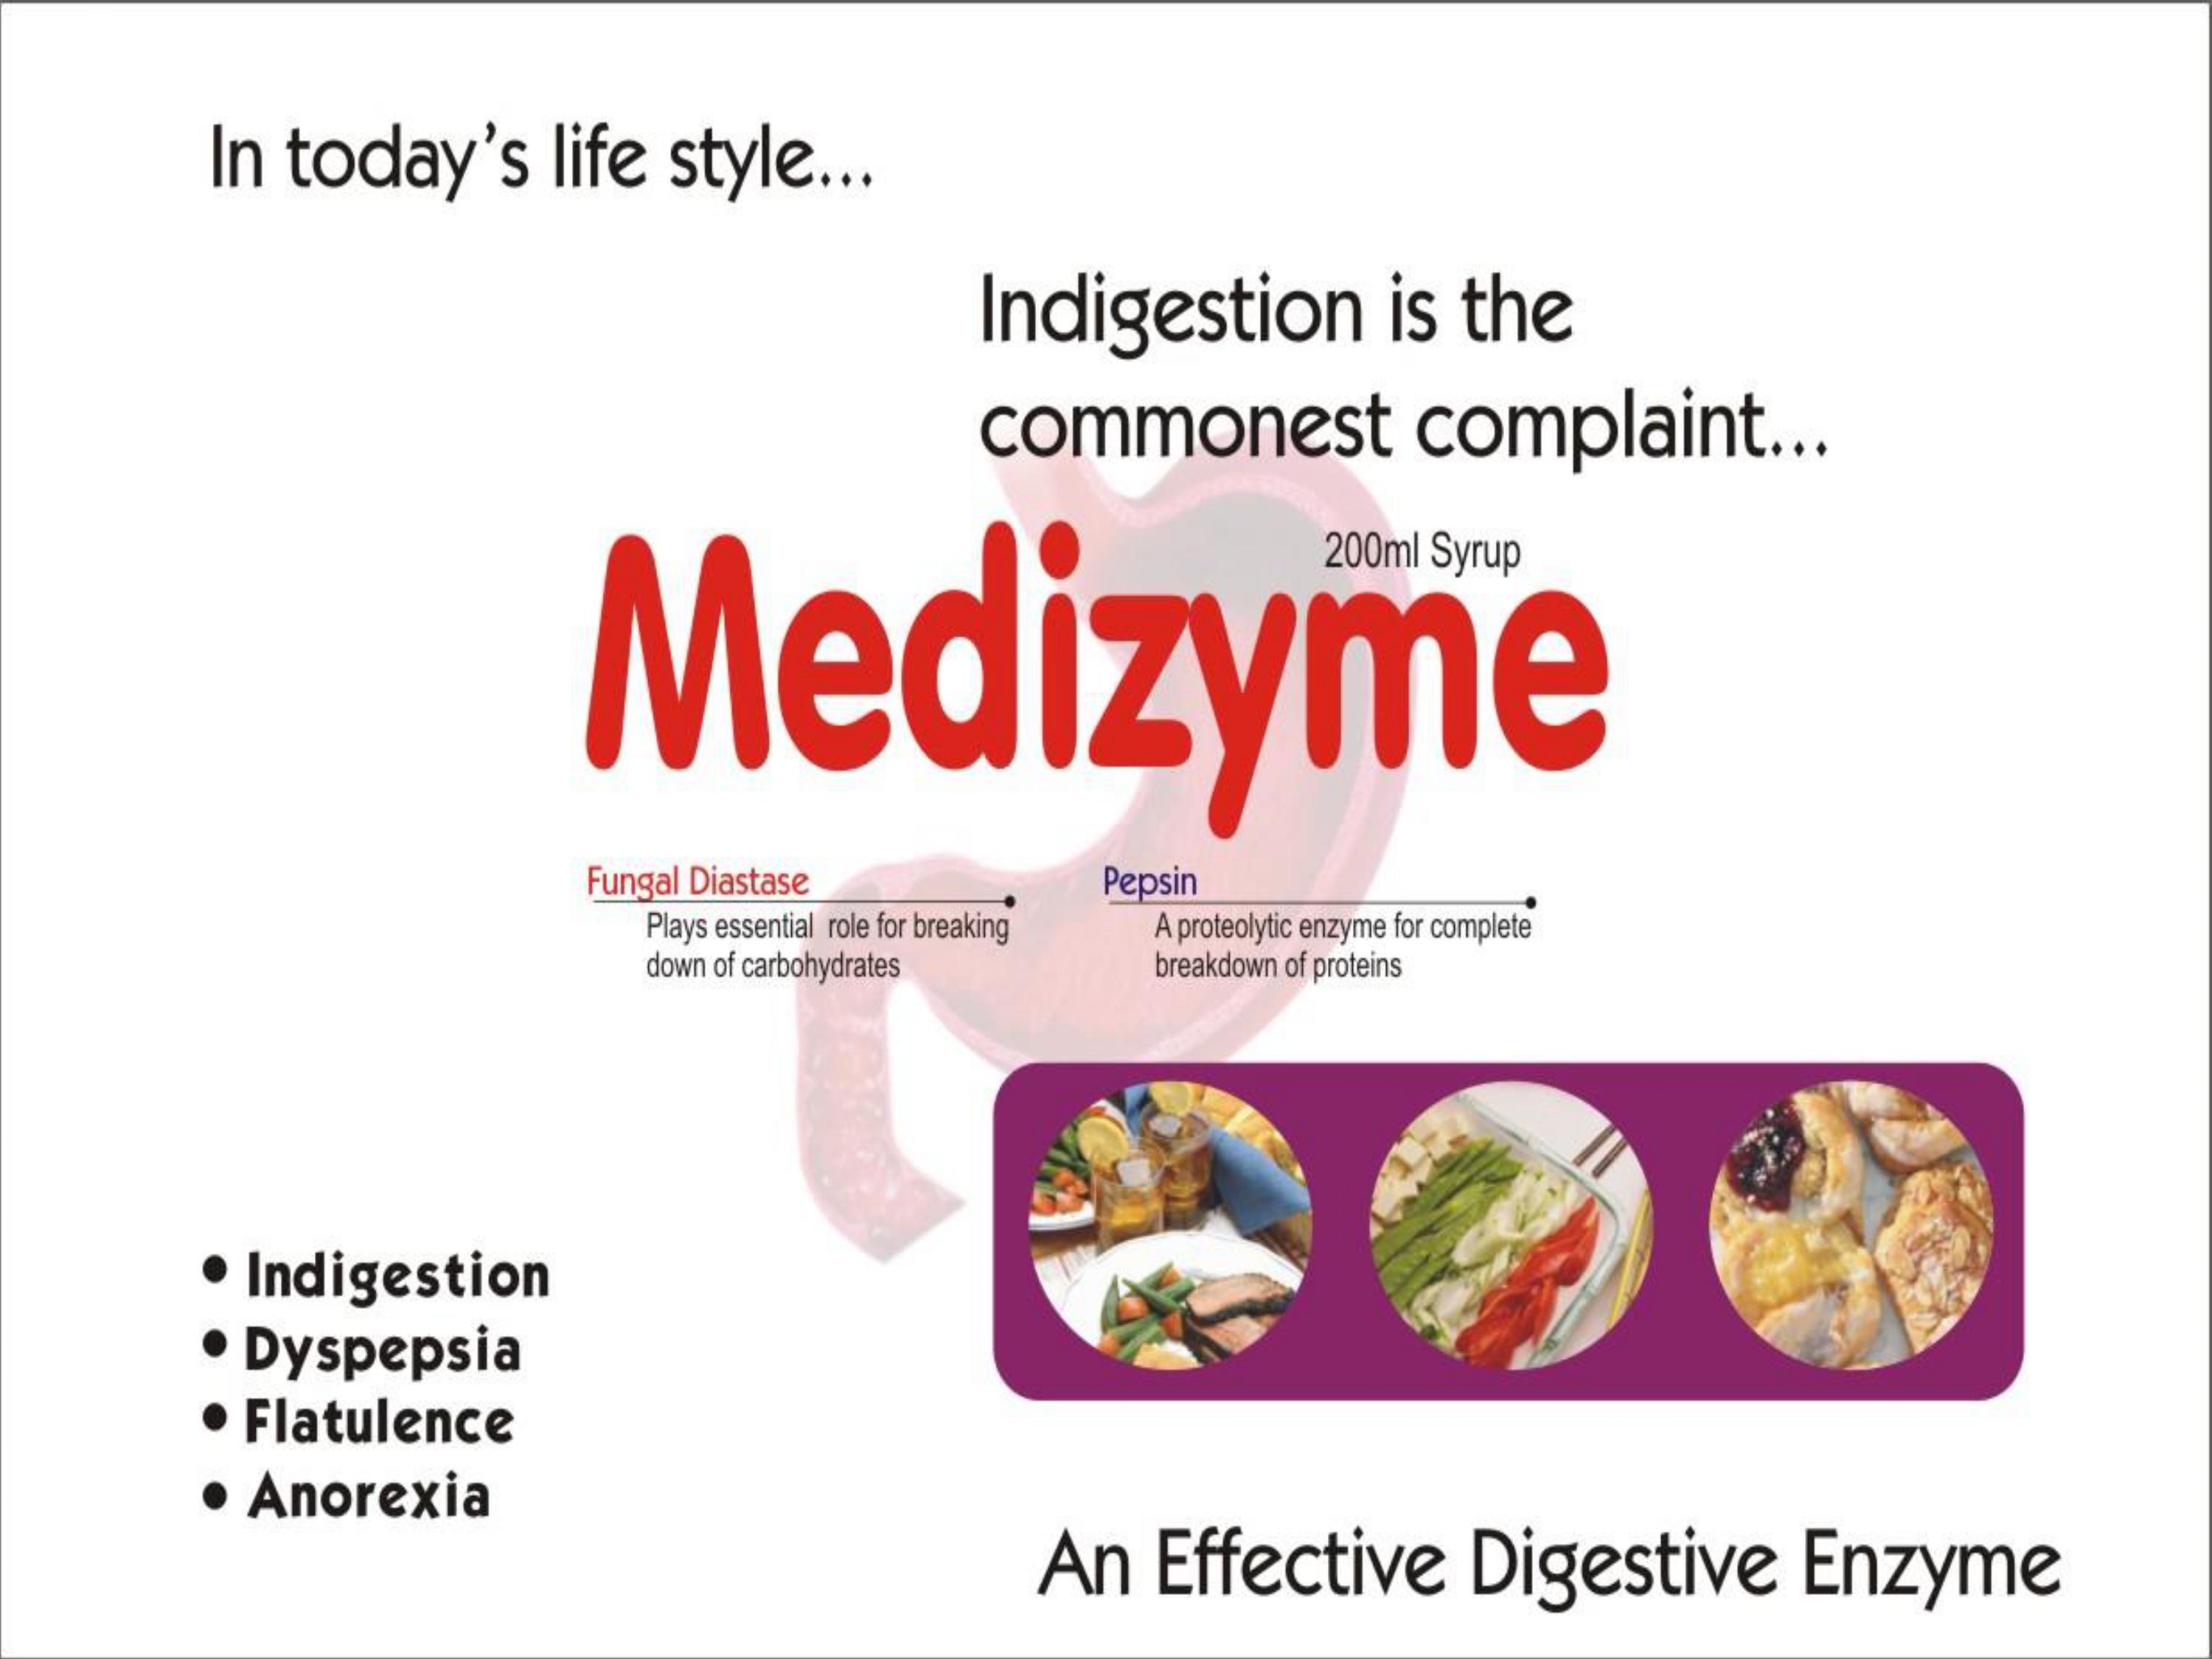 In today's life style...
Indigestion is the
commonest complaint...
200ml Syrup
Medizyme
Fungal Diastase
Plays essential role for breaking
down of carbohydrates
Pepsin
A proteolytic enzyme for complete
breakdown of proteins
• Indigestion
• Dyspepsia
• Flatulence
• Anorexia
An Effective Digestive Enzyme